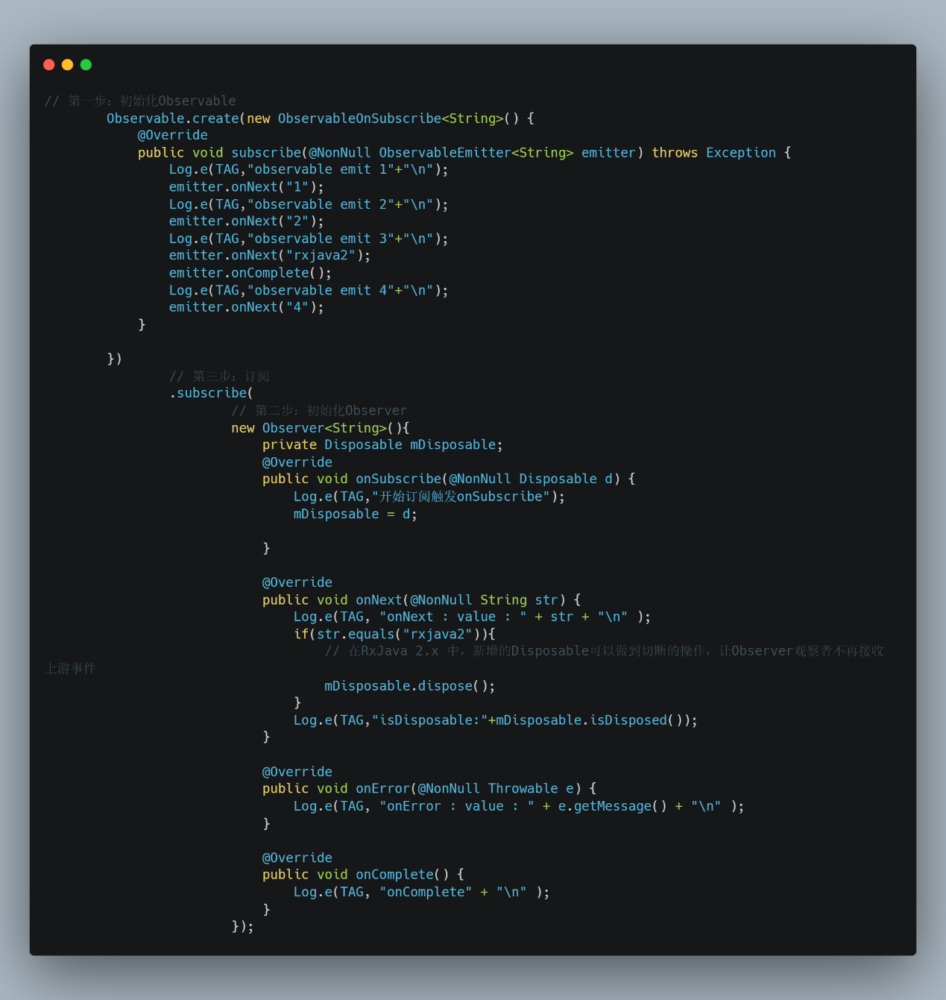 // 第一步：初始化Observable
        Observable.create(new ObservableOnSubscribe<String>() {
            @Override
            public void subscribe(@NonNull ObservableEmitter<String> emitter) throws Exception {
                Log.e(TAG,"observable emit 1"+"\n");
                emitter.onNext("1");
                Log.e(TAG,"observable emit 2"+"\n");
                emitter.onNext("2");
                Log.e(TAG,"observable emit 3"+"\n");
                emitter.onNext("rxjava2");
                emitter.onComplete();
                Log.e(TAG,"observable emit 4"+"\n");
                emitter.onNext("4");
            }

        })
                // 第三步：订阅
                .subscribe(
                        // 第二步：初始化Observer
                        new Observer<String>(){
                            private Disposable mDisposable;
                            @Override
                            public void onSubscribe(@NonNull Disposable d) {
                                Log.e(TAG,"开始订阅触发onSubscribe");
                                mDisposable = d;

                            }

                            @Override
                            public void onNext(@NonNull String str) {
                                Log.e(TAG, "onNext : value : " + str + "\n" );
                                if(str.equals("rxjava2")){
                                    // 在RxJava 2.x 中，新增的Disposable可以做到切断的操作，让Observer观察者不再接收
上游事件
                                    mDisposable.dispose();
                                }
                                Log.e(TAG,"isDisposable:"+mDisposable.isDisposed());
                            }

                            @Override
                            public void onError(@NonNull Throwable e) {
                                Log.e(TAG, "onError : value : " + e.getMessage() + "\n" );
                            }

                            @Override
                            public void onComplete() {
                                Log.e(TAG, "onComplete" + "\n" );
                            }
                        });